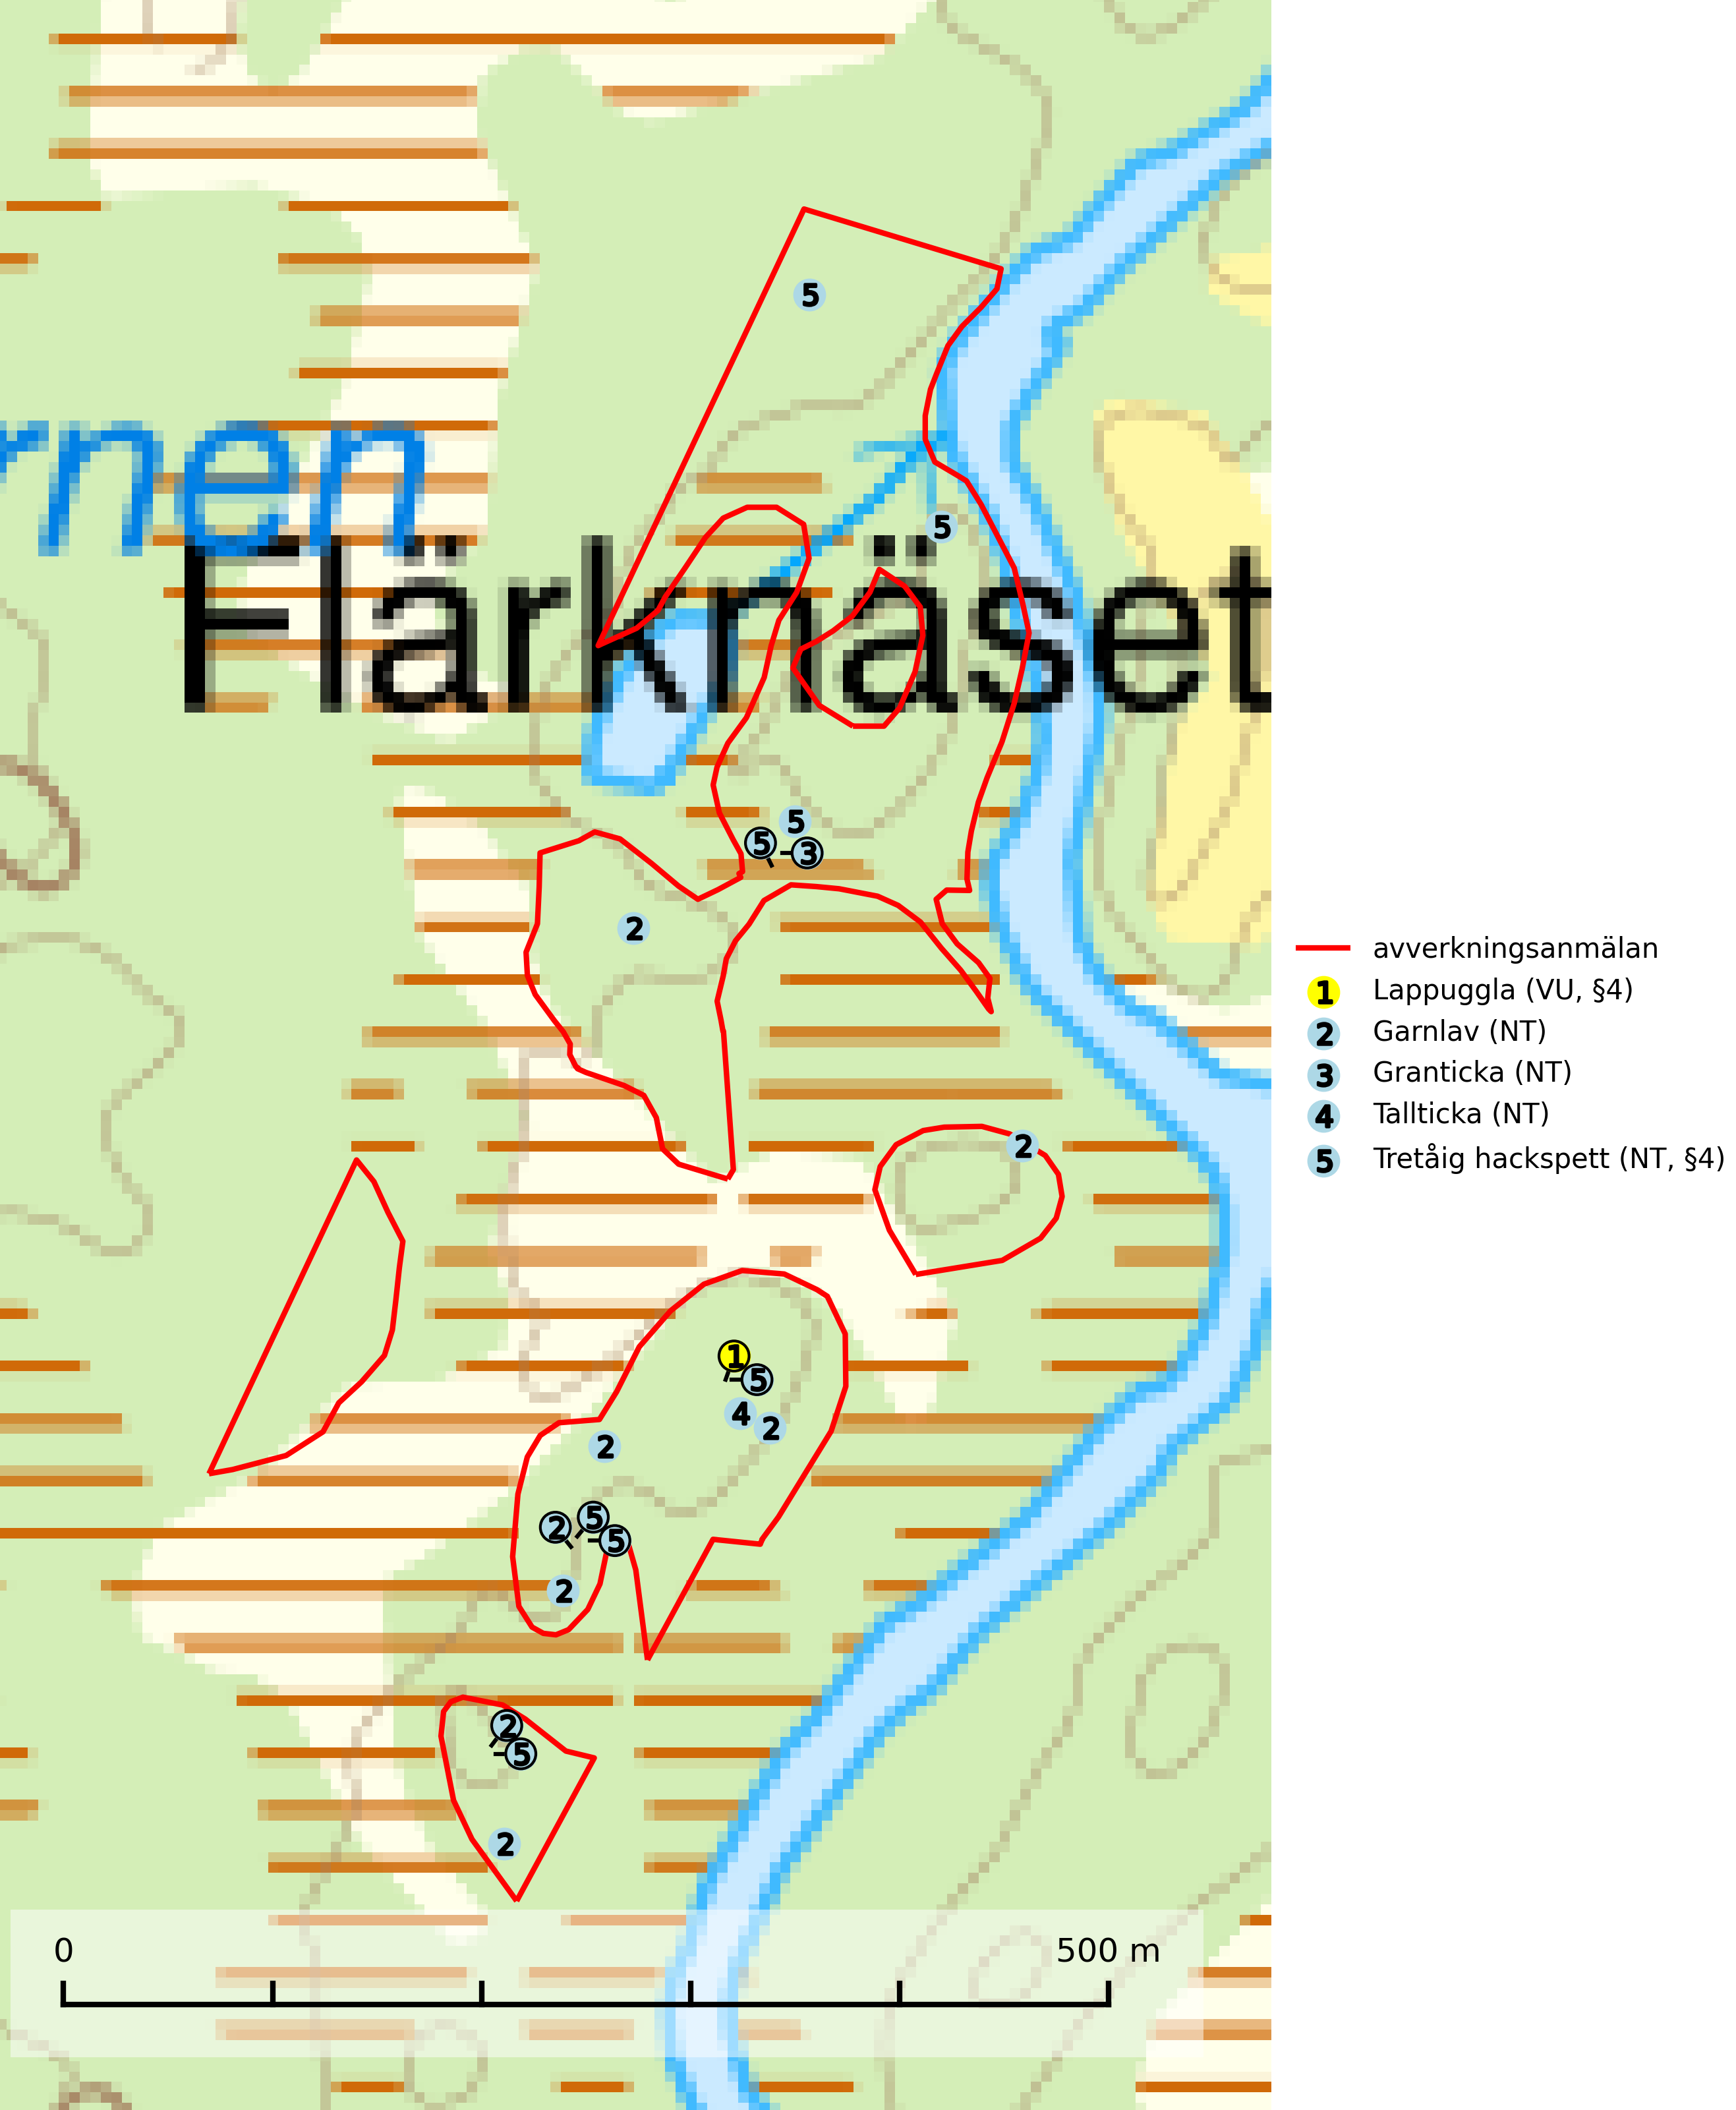 5
rnen
5
Flarknäset
5
5
3
2
2
1
5
4
2
2
2
5
5
2
2
5
2
0
500 m
avverkningsanmälan
1 Lappuggla (VU, §4)
2 Garnlav (NT)
3 Granticka (NT)
4 Tallticka (NT)
5 Tretåig hackspett (NT, §4)